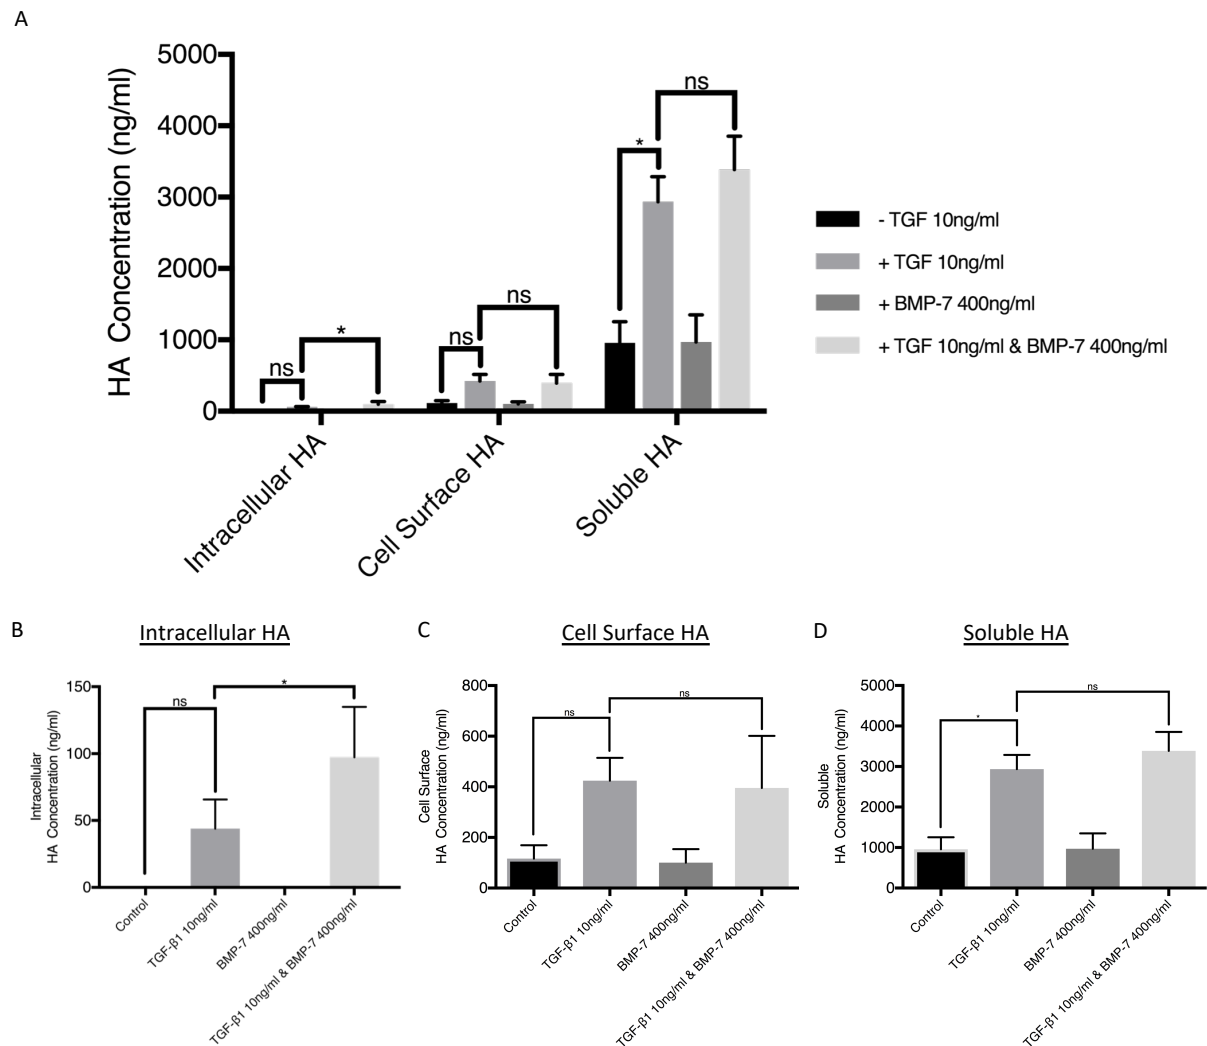 A
HA Concentration (ng/ml)
5000
4000
3000
2000
1000
0
ns
*
ns
ns
*
ns
Intracellular HA
Cell Surface HA
Soluble HA
- TGF 10ng/ml
+ TGF 10ng/ml
+ BMP-7 400ng/ml
+ TGF 10ng/ml & BMP-7 400ng/ml
B
Intracellular HA
Intracellular
HA Concentration (ng/ml)
150
100
50
0
ns
*
Control
TGF-β1 10ng/ml
BMP-7 400ng/ml
TGF-β1 10ng/ml & BMP-7 400ng/ml
C
Cell Surface HA
Cell Surface
HA Concentration (ng/ml)
800
600
400
200
0
ns
ns
Control
TGF-β1 10ng/ml
BMP-7 400ng/ml
TGF-β1 10ng/ml & BMP-7 400ng/ml
D
Soluble HA
Soluble
HA Concentration (ng/ml)
5000
4000
3000
2000
1000
0
*
ns
Control
TGF-β1 10ng/ml
BMP-7 400ng/ml
TGF-β1 10ng/ml & BMP-7 400ng/ml